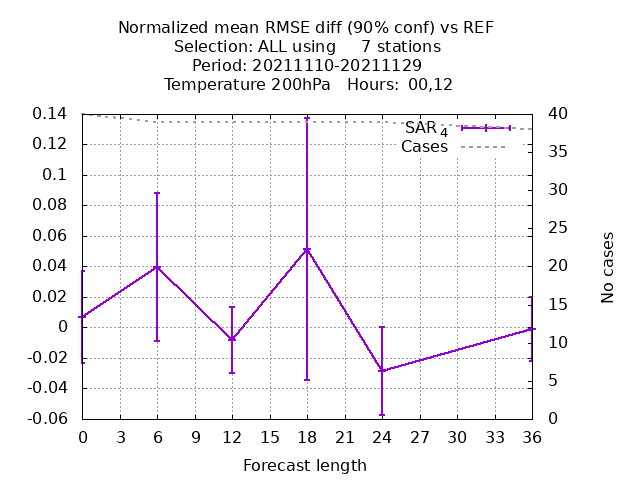 Normalized mean RMSE diff (90% conf) vs REF
Selection: ALL using     7 stations
Period: 20211110-20211129
Temperature 200hPa   Hours: 00,12
0.14
0.12
0.1
0.08
0.06
0.04
0.02
0
-0.02
-0.04
-0.06
SAR 4
Cases
40
35
30
25
20
15
10
5
0
No cases
0 3 6 9 12 15 18 21 24 27 30 33 36
Forecast length